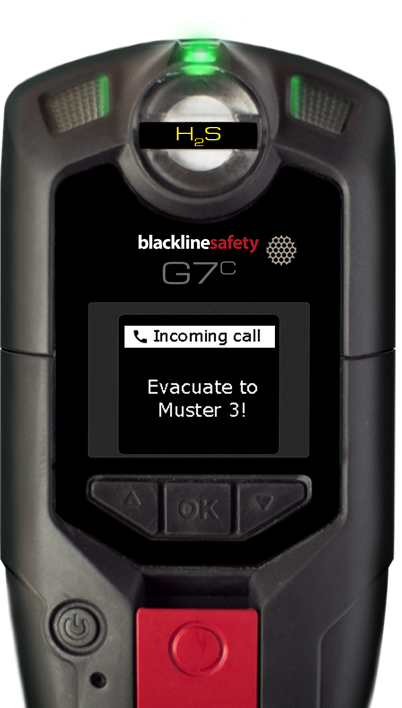 H₂S
blacklinesafety
G7c
Incoming call
Evacuate to
Muster 3!
OK